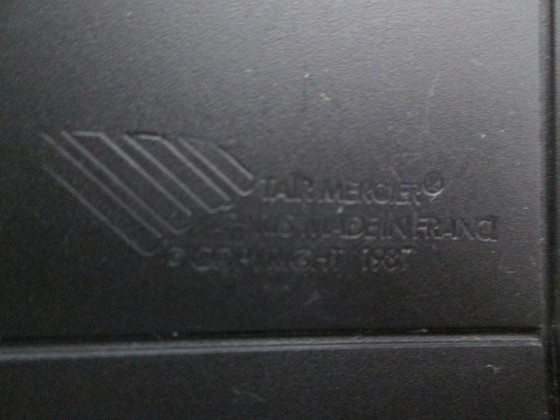 TAIR MERCIER®
MADE IN FRANCE
© COPYRIGHT 1987